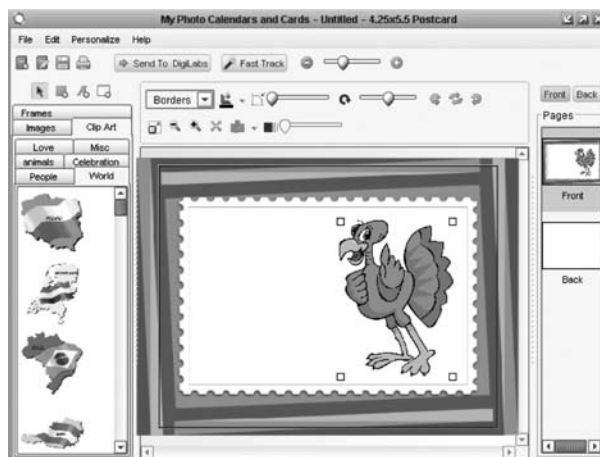 My Photo Calendars and Cards - Untitled - 4.25x5.5 Postcard
File Edit Personalize Help
Send To DigiLabs Fast Track
Borders
Front Back
Frames
Images Clip Art
Love Misc
animals Celebration
People World
Pages
Front
Back